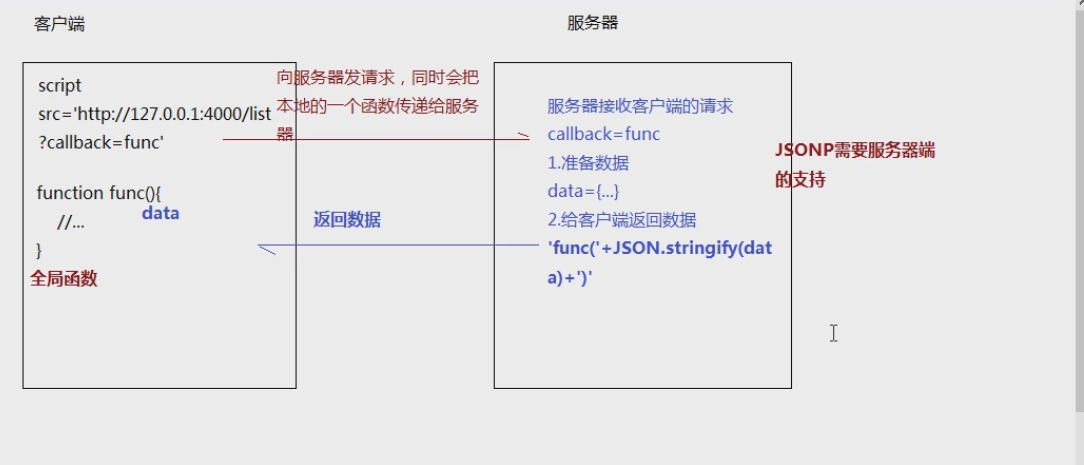 客户端
服务器
script
src='http://127.0.0.1:4000/list
?callback=func'
function func(){
//...
data
}
全局函数
向服务器发请求，同时会把
本地的一个函数传递给服务
器
返回数据
服务器接收客户端的请求
callback=func
1.准备数据
data={...}
2.给客户端返回数据
'func('+JSON.stringify(dat
a)+')'
JSONP需要服务器端
的支持